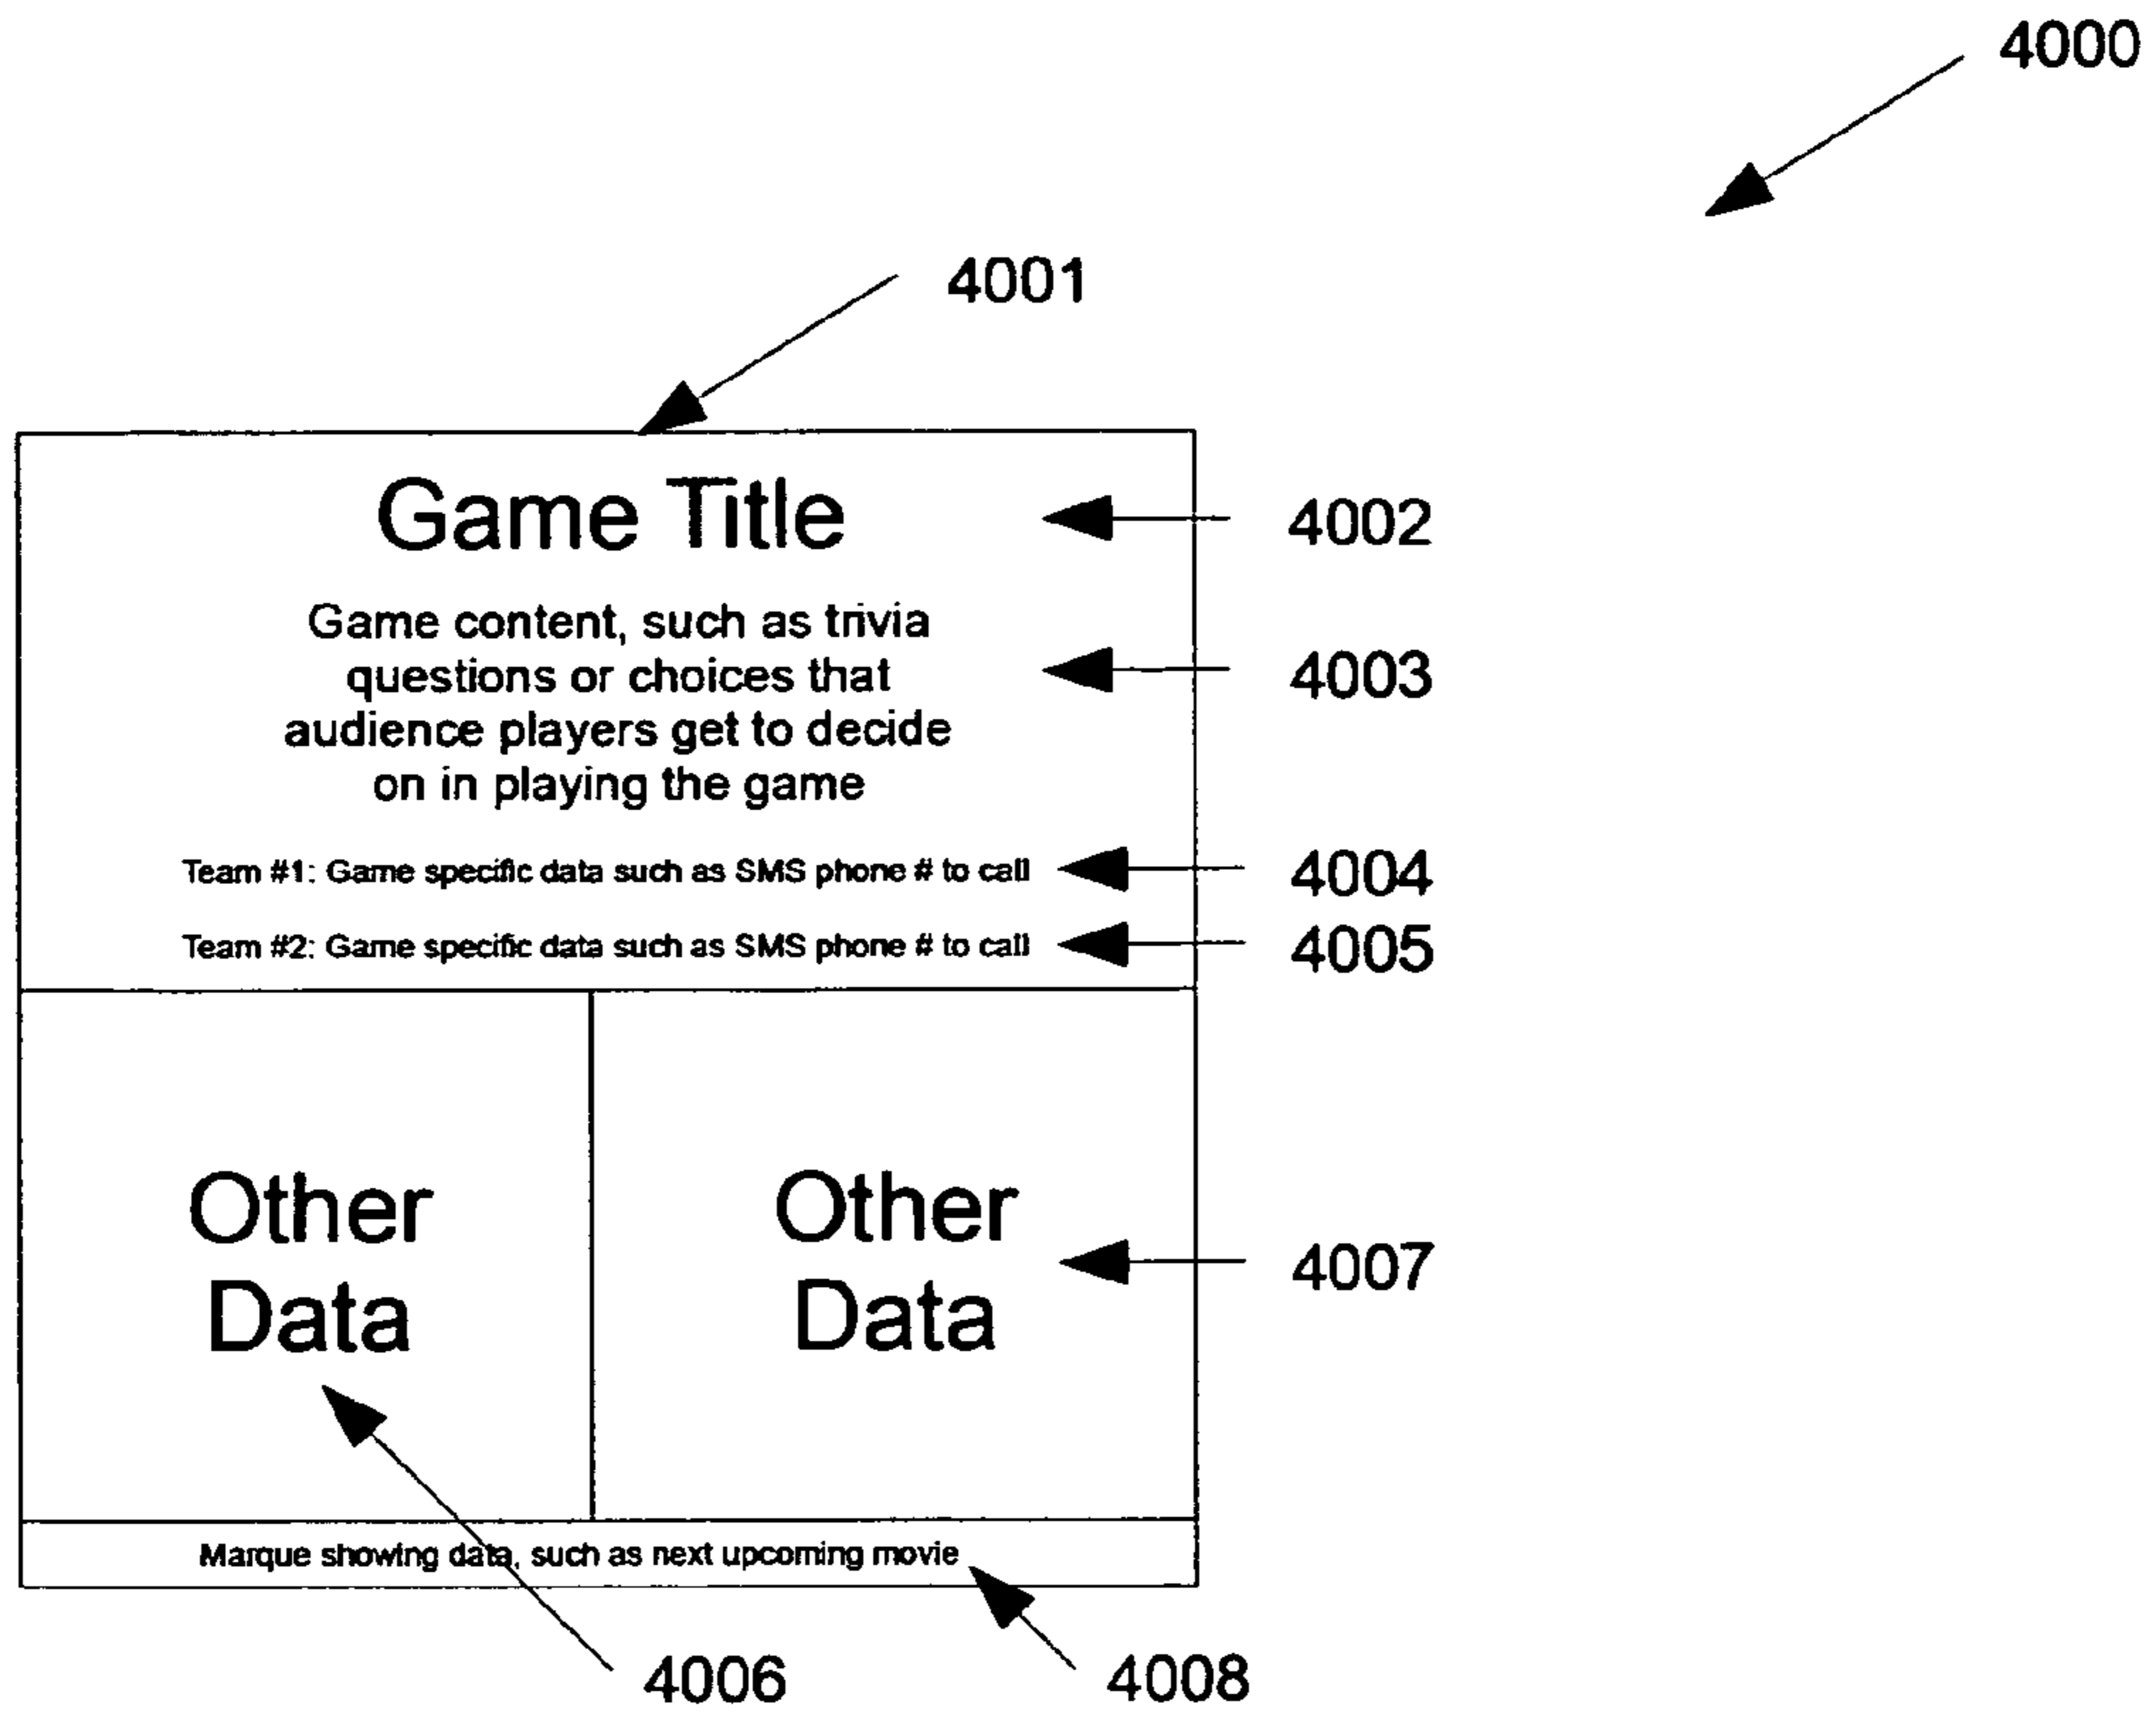 4000
4001
Game Title
4002
Game content, such as trivia
questions or choices that
audience players get to decide
on in playing the game
4003
Team #1: Game specific data such as SMS phone # to call
4004
Team #2: Game specific data such as SMS phone # to call
4005
Other
Data
Other
Data
4007
Marque showing data, such as next upcoming movie
4006
4008